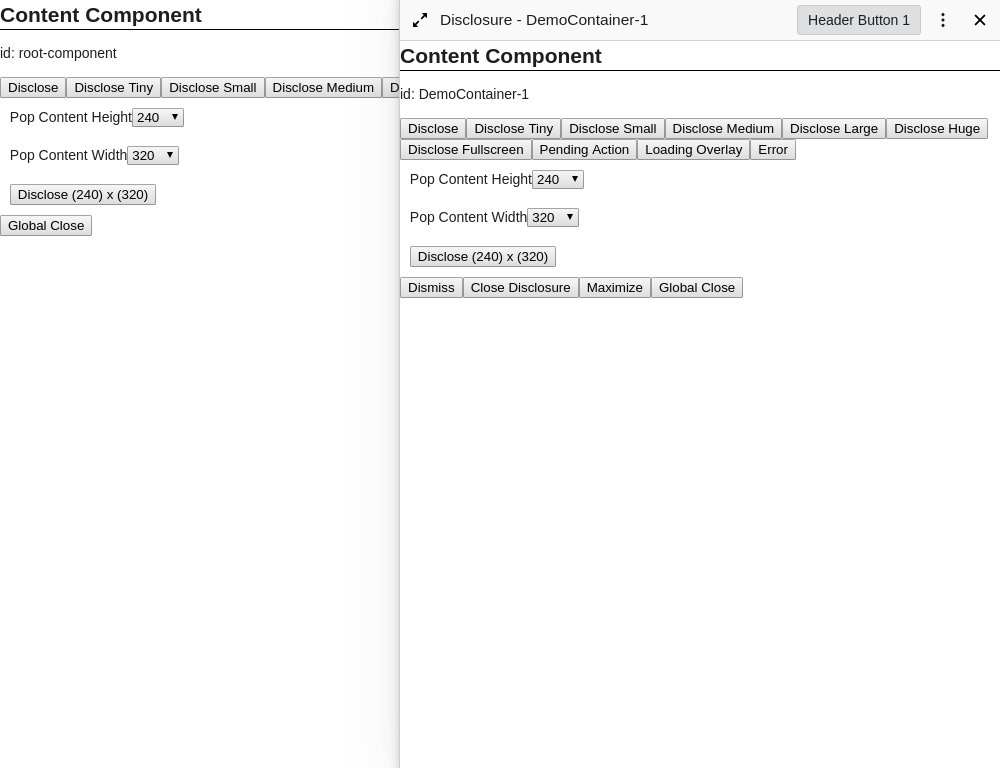 Content Component
id: root-component
Disclose Disclose Tiny Disclose Small Disclose Medium D
Pop Content Height 240
Pop Content Width 320
Disclose (240) x (320)
Global Close
Disclosure - DemoContainer-1 Header Button 1
Content Component
id: DemoContainer-1
Disclose Disclose Tiny Disclose Small Disclose Medium Disclose Large Disclose Huge
Disclose Fullscreen Pending Action Loading Overlay Error
Pop Content Height 240
Pop Content Width 320
Disclose (240) x (320)
Dismiss Close Disclosure Maximize Global Close